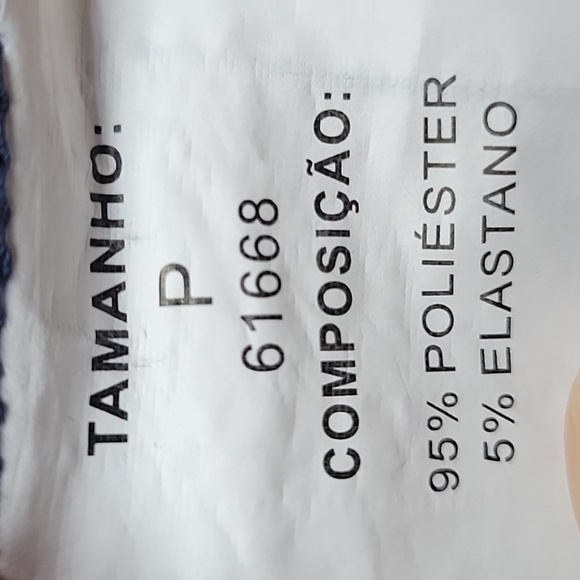 TAMANHO:
P
61668
COMPOSIÇÃO:
95% POLIÉSTER
5% ELASTANO